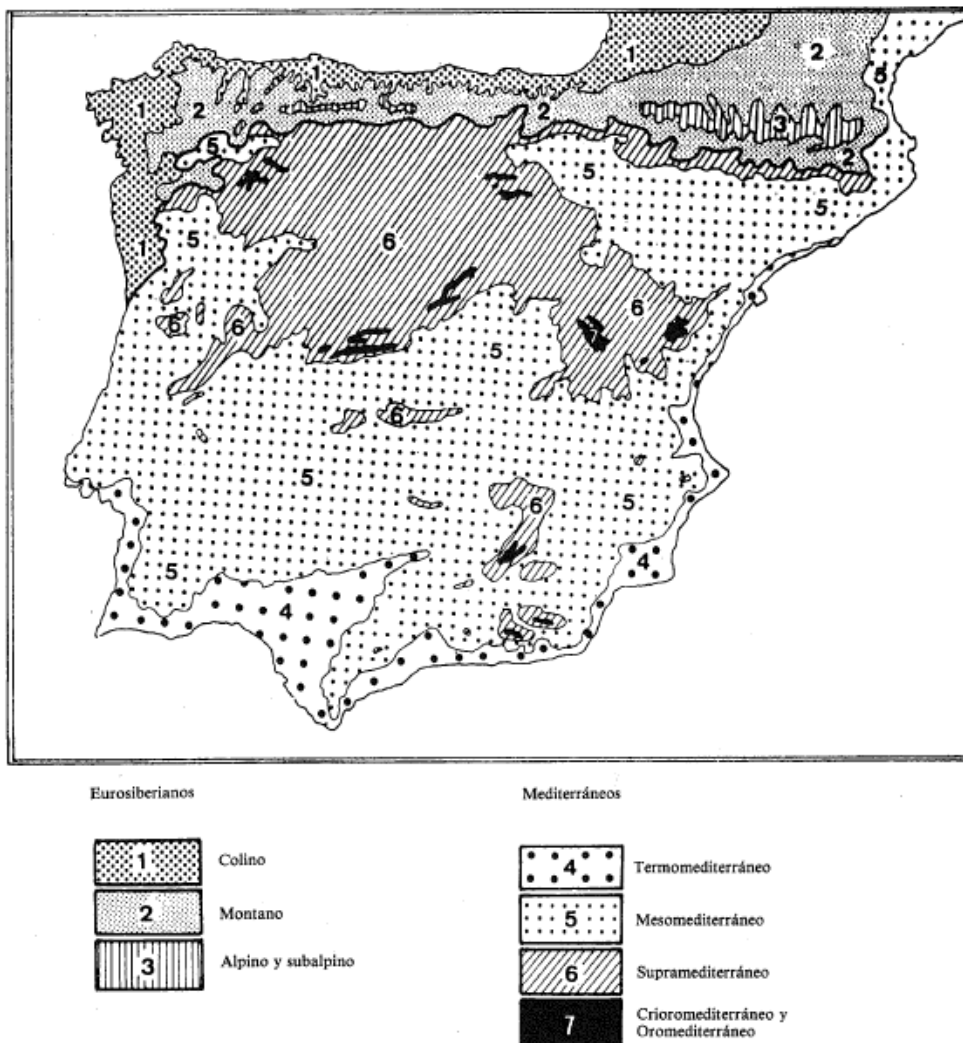 1
1
2
2
1
2
5
3
2
5
2
5
5
1
5
6
6
6
6
5
6
5
6
5
4
5
4
Eurosiberianos
Mediterráneos
1 Colino
4 Termomediterráneo
2 Montano
5 Mesomediterráneo
3 Alpino y subalpino
6 Supramediterráneo
7 Crioromediterráneo y
Oromediterráneo